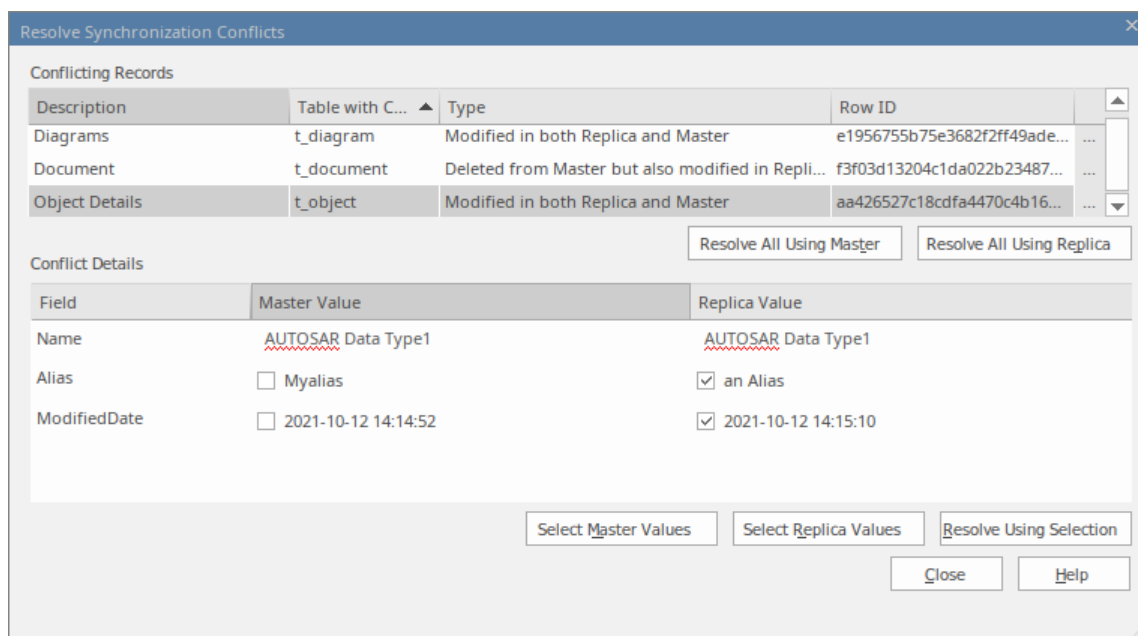 Resolve Synchronization Conflicts
Conflicting Records
Description Table with C... Type Row ID
Diagrams t_diagram Modified in both Replica and Master e1956755b75e3682f2ff49ade... ...
Document t_document Deleted from Master but also modified in Repli... f3f03d13204c1da022b23487... ...
Object Details t_object Modified in both Replica and Master aa426527c18cdfa4470c4b16... ...
Resolve All Using Master Resolve All Using Replica
Conflict Details
Field Master Value Replica Value
Name AUTOSAR Data Type1 AUTOSAR Data Type1
Alias Myalias an Alias
ModifiedDate 2021-10-12 14:14:52 2021-10-12 14:15:10
Select Master Values Select Replica Values Resolve Using Selection
Close Help